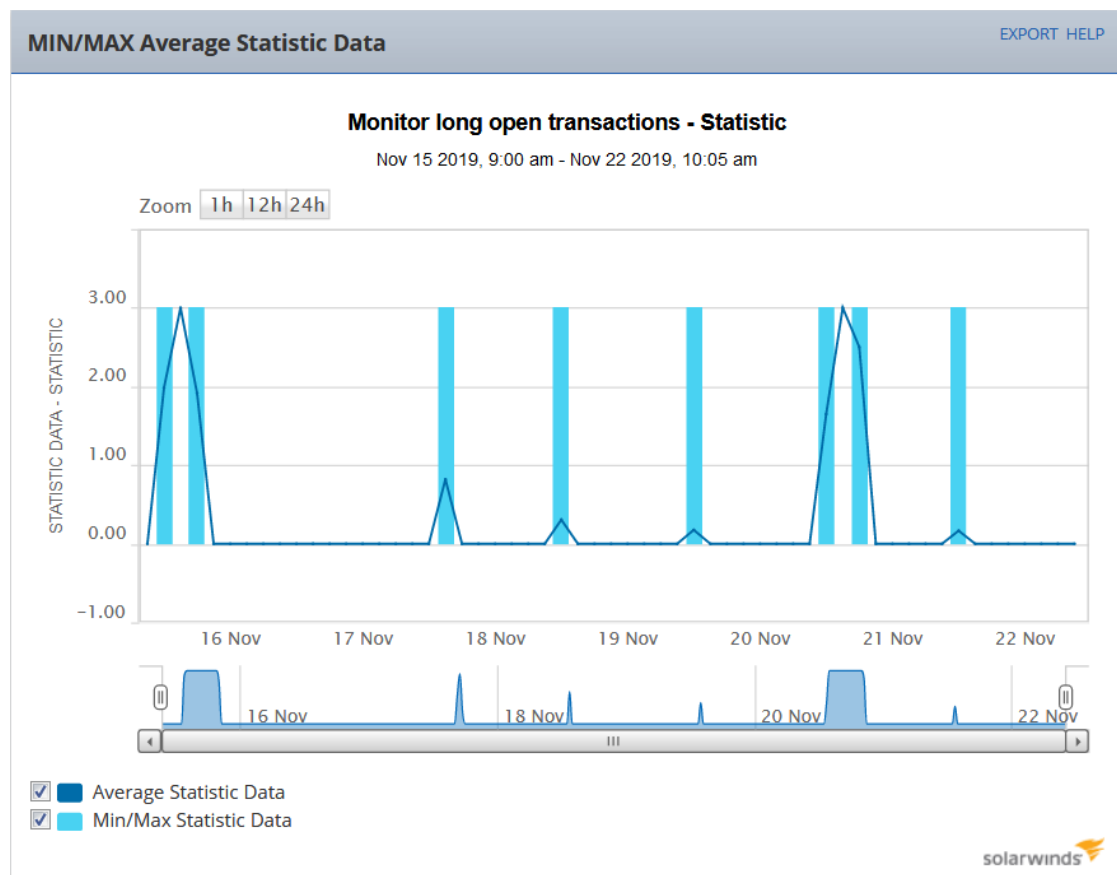 MIN/MAX Average Statistic Data
EXPORT HELP
Monitor long open transactions - Statistic
Nov 15 2019, 9:00 am - Nov 22 2019, 10:05 am
Zoom 1h 12h 24h
STATISTIC DATA - STATISTIC
3.00
2.00
1.00
0.00
−1.00
16 Nov 17 Nov 18 Nov 19 Nov 20 Nov 21 Nov 22 Nov
16 Nov 18 Nov 20 Nov 22 Nov
Average Statistic Data
Min/Max Statistic Data
solarwinds